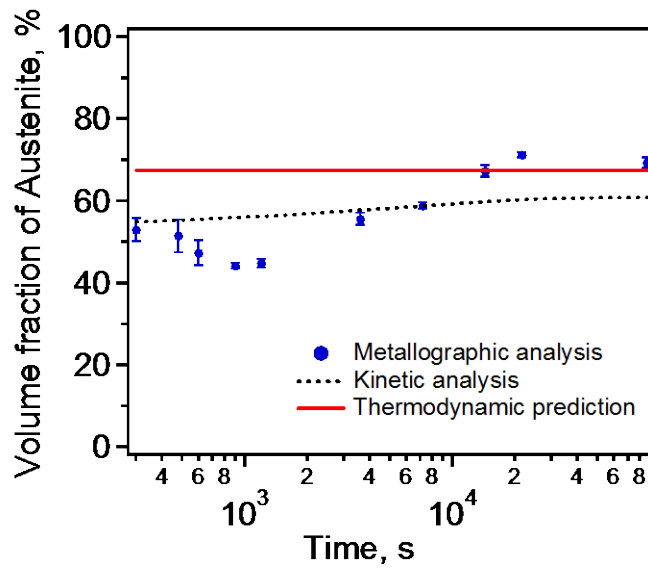 Volume fraction of Austenite, %
100
80
60
40
20
0
Metallographic analysis
Kinetic analysis
Thermodynamic prediction
4 6 8 2 4 6 8 2 4 6 8
10³ 10⁴
Time, s